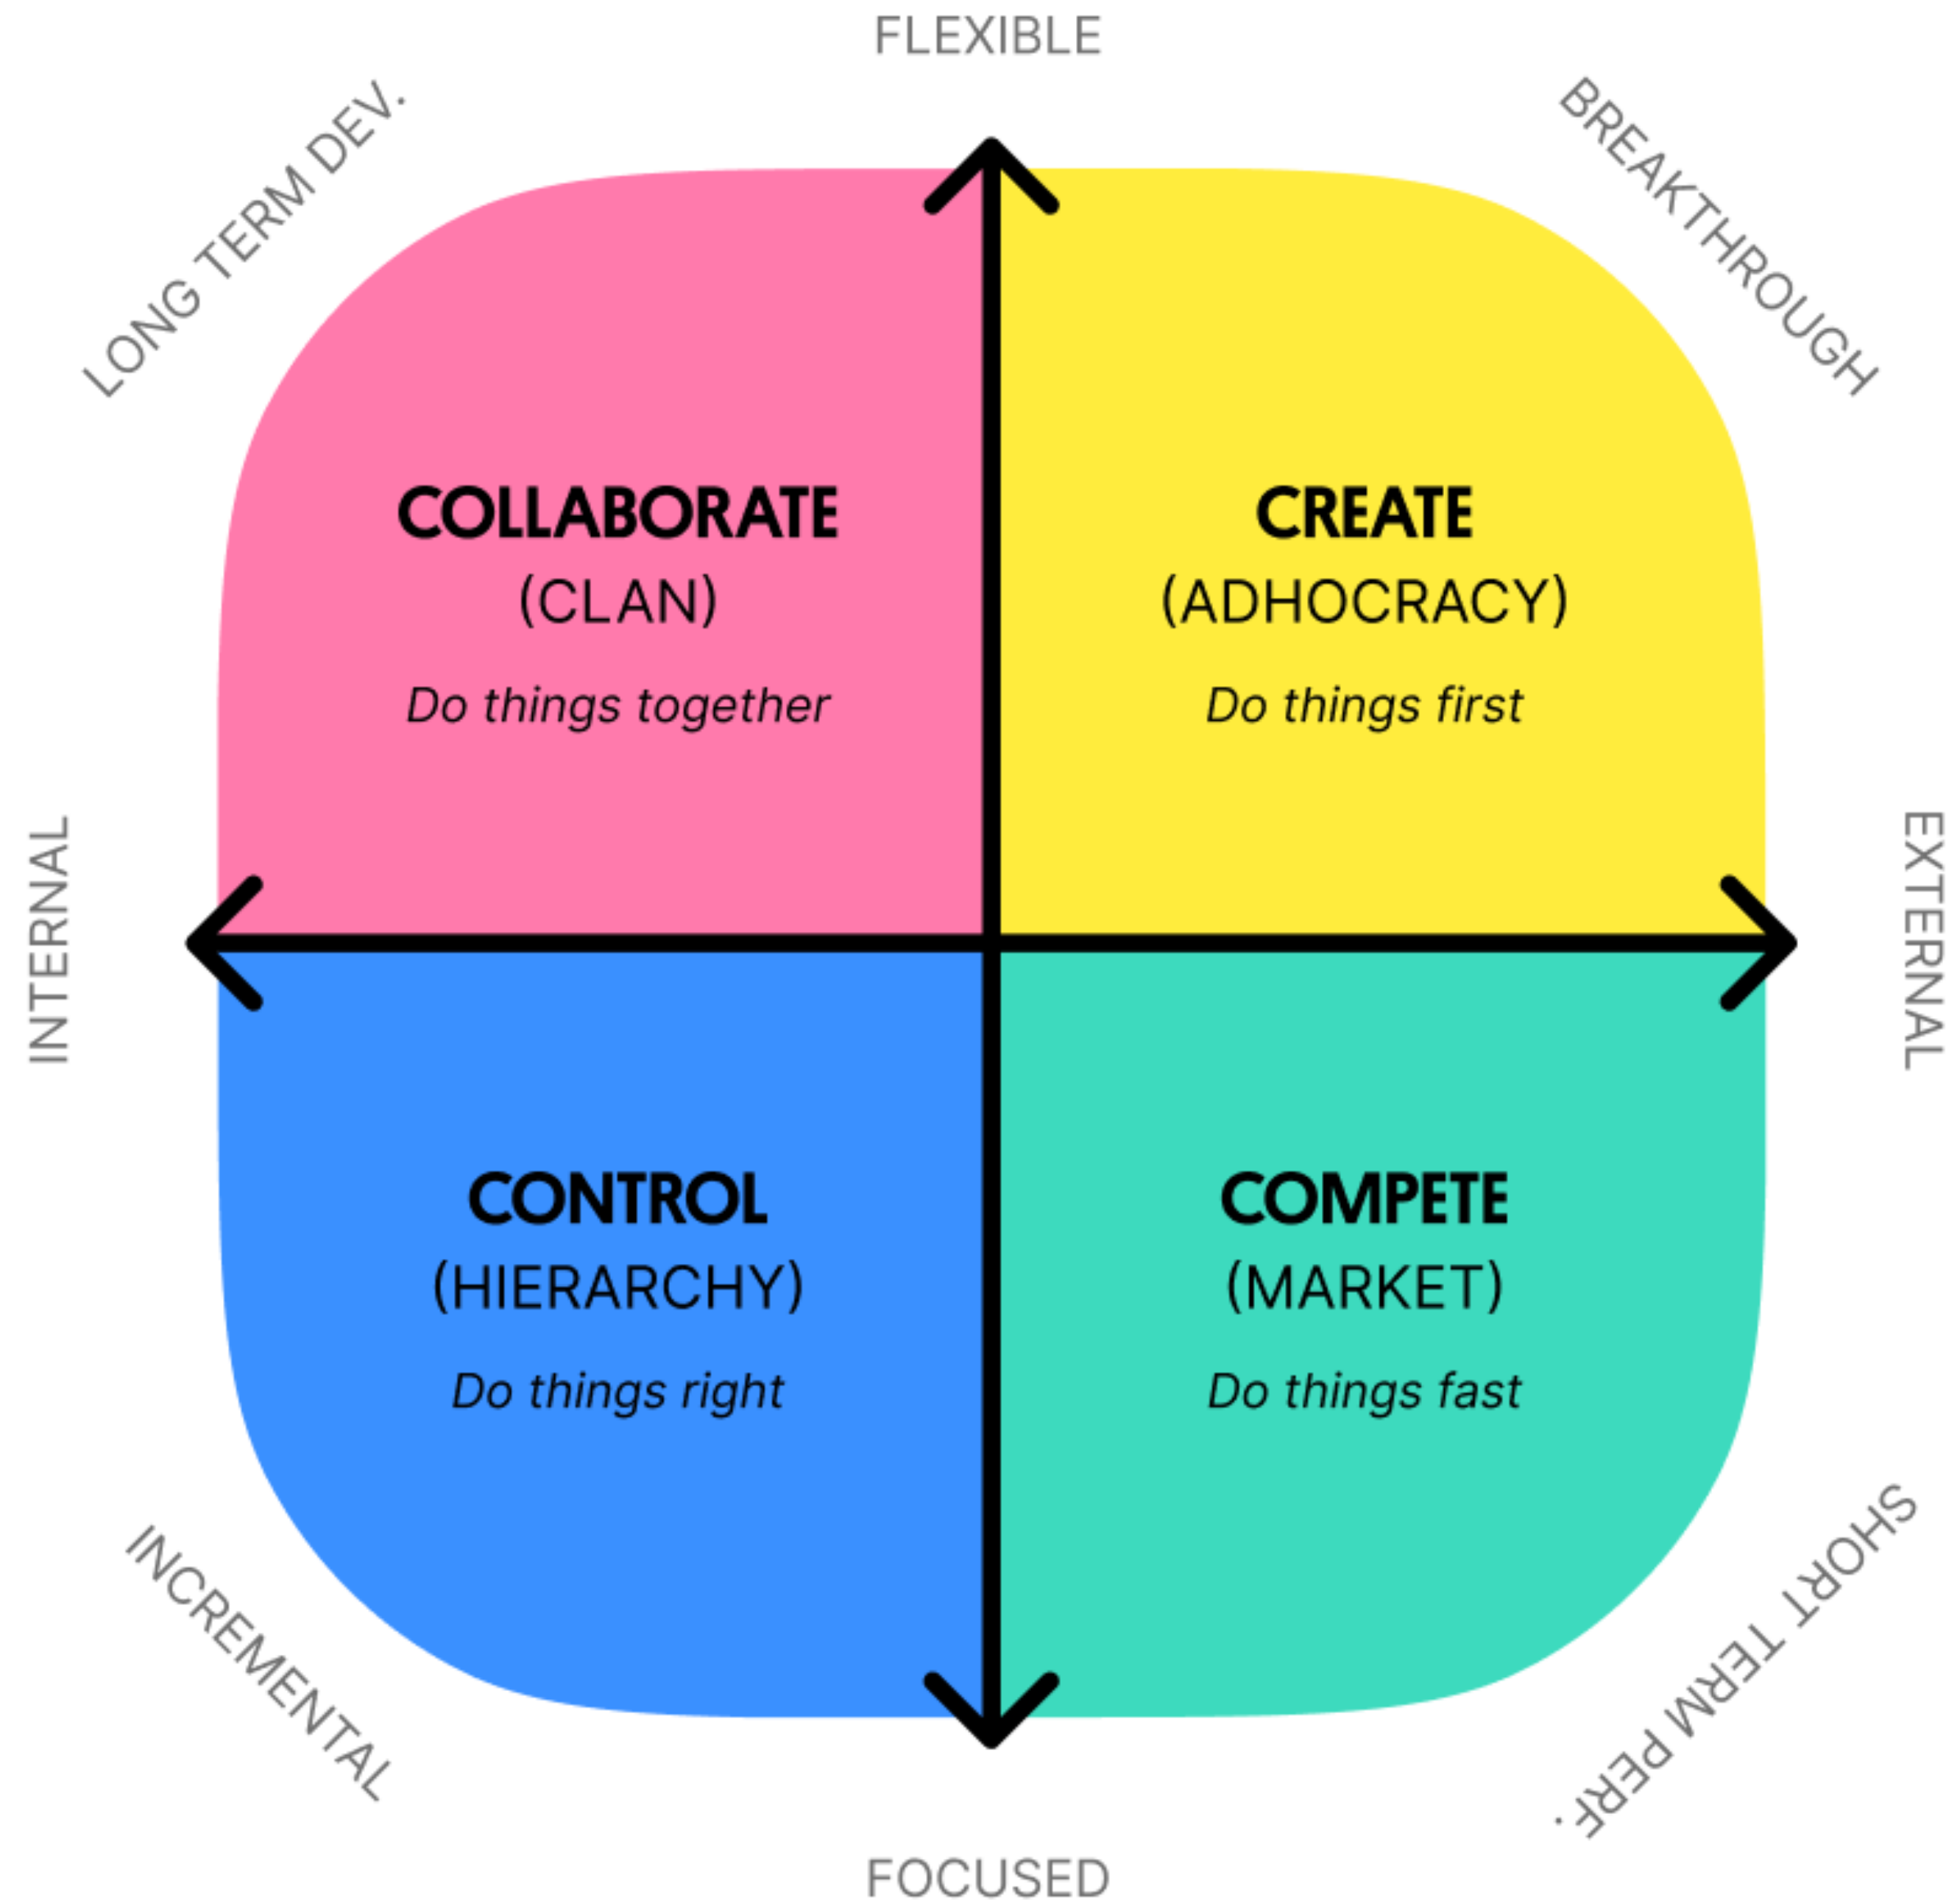 FLEXIBLE
LONG TERM DEV.
BREAKTHROUGH
COLLABORATE
(CLAN)
Do things together
CREATE
(ADHOCRACY)
Do things first
INTERNAL
EXTERNAL
CONTROL
(HIERARCHY)
Do things right
COMPETE
(MARKET)
Do things fast
INCREMENTAL
SHORT TERM PERF.
FOCUSED